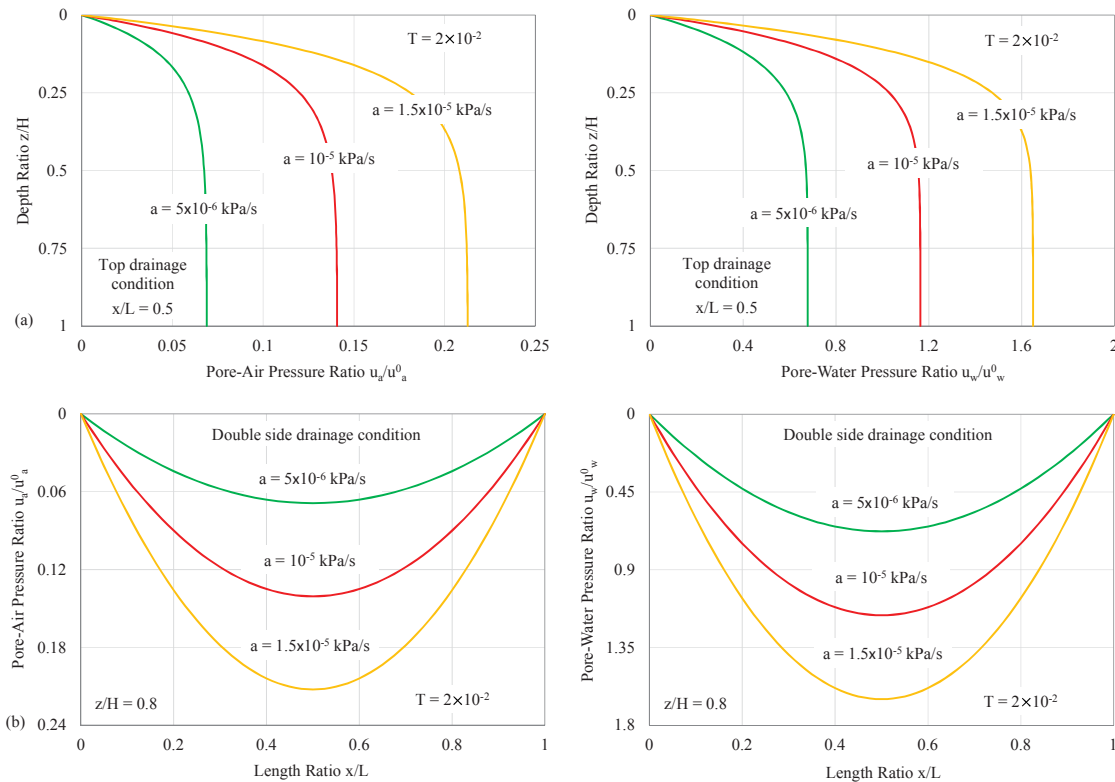 0
0.25
0.5
0.75
1
Depth Ratio z/H
T = 2×10-2
a = 1.5x10-5 kPa/s
a = 10-5 kPa/s
a = 5x10-6 kPa/s
Top drainage
condition
x/L = 0.5
(a)
0 0.05 0.1 0.15 0.2 0.25
Pore-Air Pressure Ratio ua/u0a
0
0.25
0.5
0.75
1
Depth Ratio z/H
T = 2×10-2
a = 1.5x10-5 kPa/s
a = 10-5 kPa/s
a = 5x10-6 kPa/s
Top drainage
condition
x/L = 0.5
0 0.4 0.8 1.2 1.6 2
Pore-Water Pressure Ratio uw/u0w
0
0.06
0.12
0.18
0.24
Pore-Air Pressure Ratio ua/u0a
Double side drainage condition
a = 5x10-6 kPa/s
a = 10-5 kPa/s
a = 1.5x10-5 kPa/s
z/H = 0.8
T = 2×10-2
(b)
0 0.2 0.4 0.6 0.8 1
Length Ratio x/L
0
0.45
0.9
1.35
1.8
Pore-Water Pressure Ratio uw/u0w
Double side drainage condition
a = 5x10-6 kPa/s
a = 10-5 kPa/s
a = 1.5x10-5 kPa/s
z/H = 0.8
T = 2×10-2
0 0.2 0.4 0.6 0.8 1
Length Ratio x/L